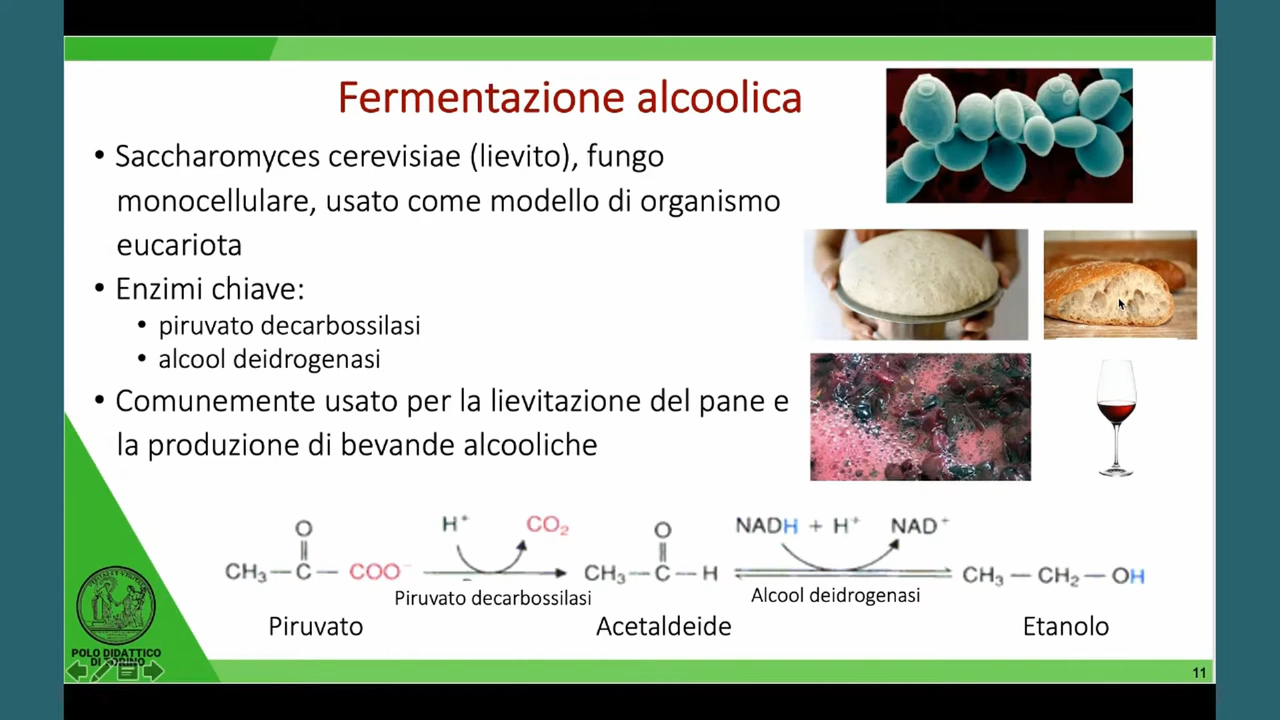 Fermentazione alcoolica
• Saccharomyces cerevisiae (lievito), fungo
monocellulare, usato come modello di organismo
eucariota
• Enzimi chiave:
• piruvato decarbossilasi
• alcool deidrogenasi
• Comunemente usato per la lievitazione del pane e
la produzione di bevande alcooliche
O H⁺ CO₂ O NADH + H⁺ NAD⁺
CH₃—C—COO⁻ CH₃—C—H CH₃—CH₂—OH
Piruvato decarbossilasi Alcool deidrogenasi
Piruvato Acetaldeide Etanolo
POLO DIDATTICO
DI TORINO
11